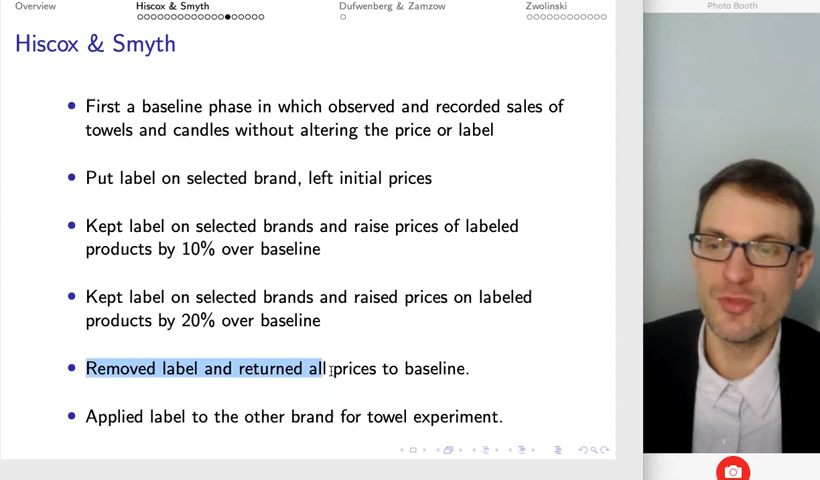 Overview
Hiscox & Smyth
Dufwenberg & Zamzow
Zwolinski
Photo Booth
Hiscox & Smyth
First a baseline phase in which observed and recorded sales of
towels and candles without altering the price or label
Put label on selected brand, left initial prices
Kept label on selected brands and raise prices of labeled
products by 10% over baseline
Kept label on selected brands and raised prices on labeled
products by 20% over baseline
Removed label and returned all prices to baseline.
Applied label to the other brand for towel experiment.